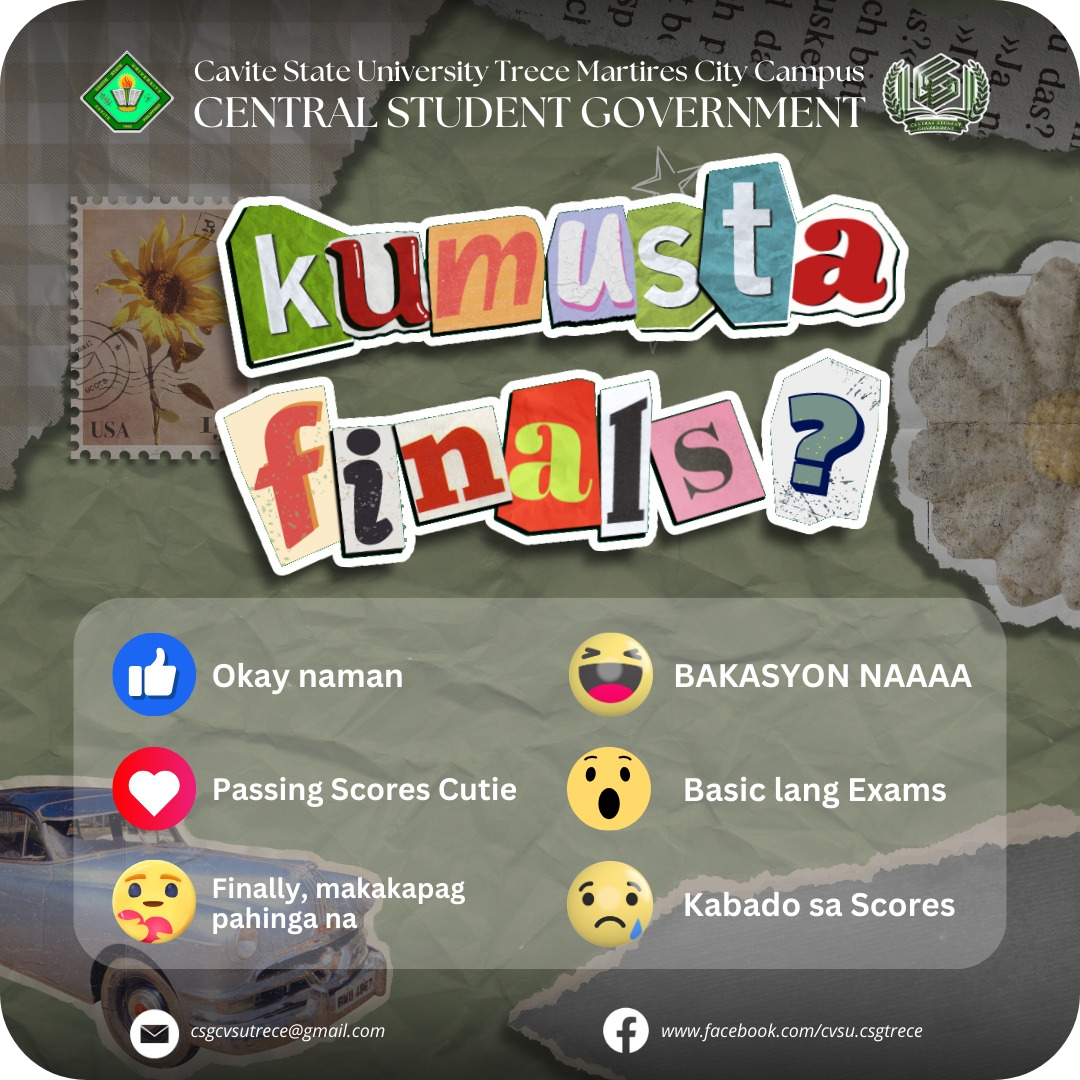 Cavite State University Trece Martires City Campus
CENTRAL STUDENT GOVERNMENT
kumusta
finals?
USA
Okay naman
BAKASYON NAAAA
Passing Scores Cutie
Basic lang Exams
Finally, makakapag
pahinga na
Kabado sa Scores
csgcvsutrece@gmail.com
www.facebook.com/cvsu.csgtrece